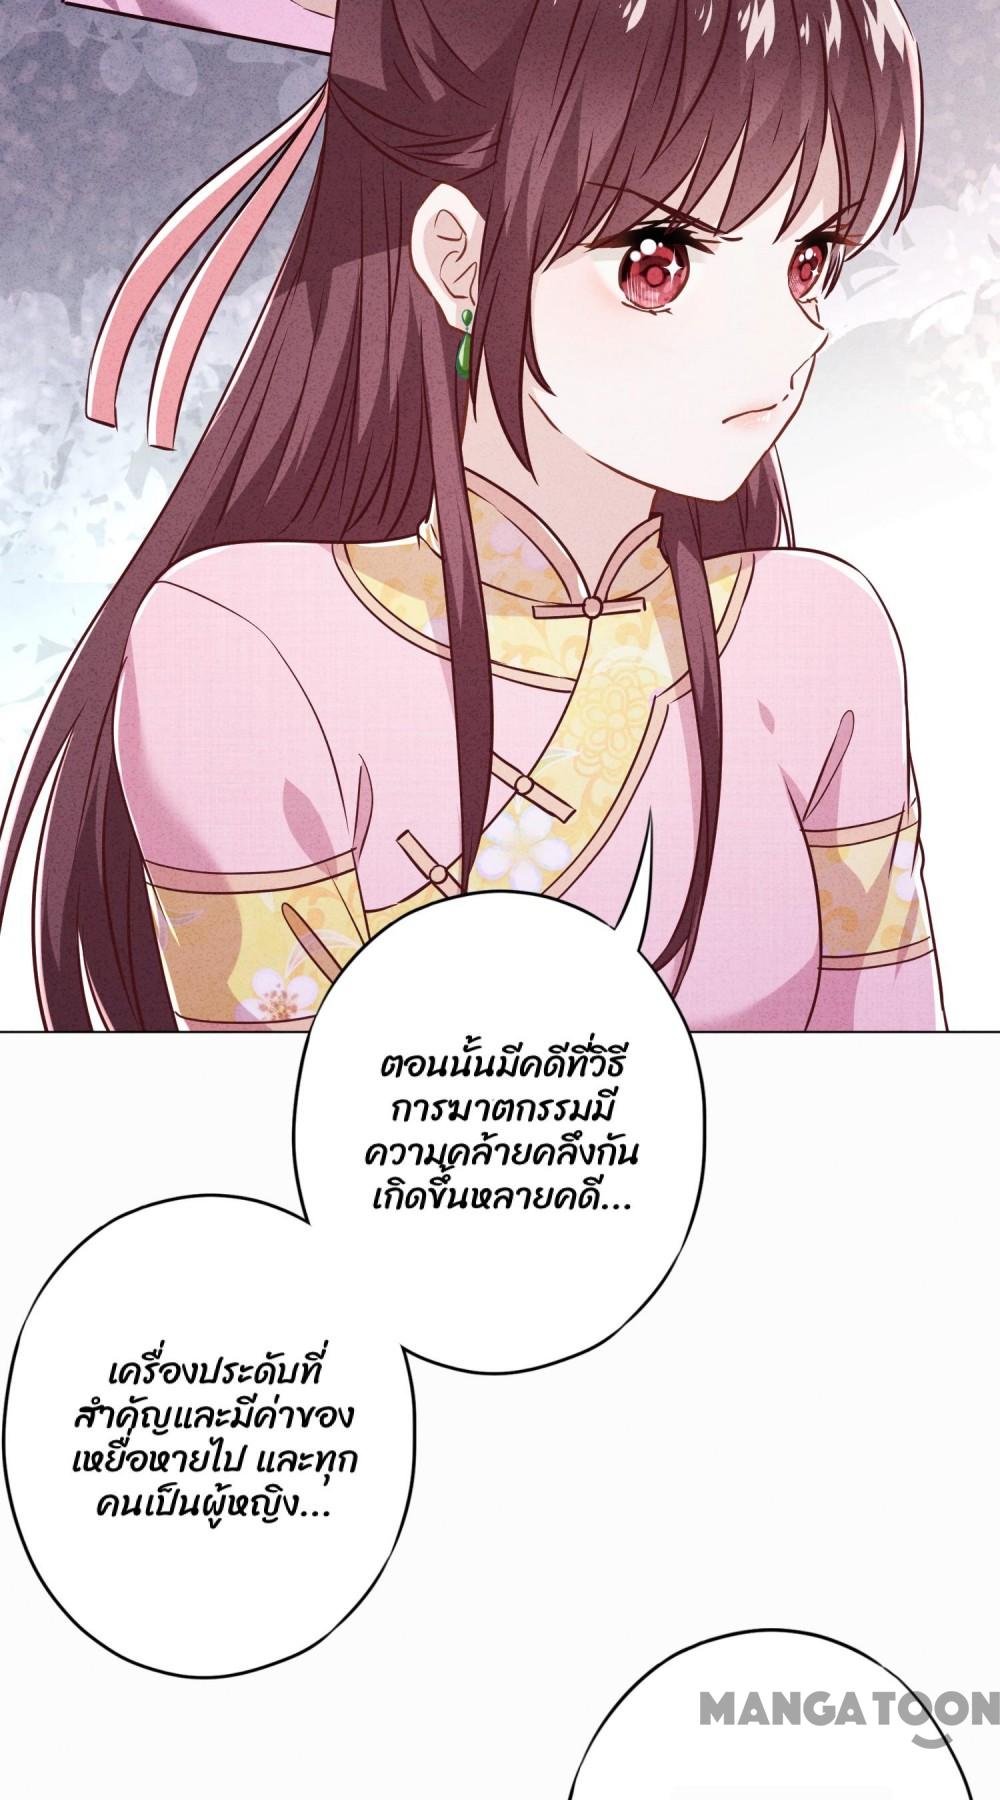 ตอนนั้นมีคดีที่วิธี
การฆาตกรรมมี
ความคล้ายคลึงกัน
เกิดขึ้นหลายคดี...
เครื่องประดับที่
สำคัญและมีค่าของ
เหยื่อหายไป และทุก
คนเป็นผู้หญิง...
MANGATOON